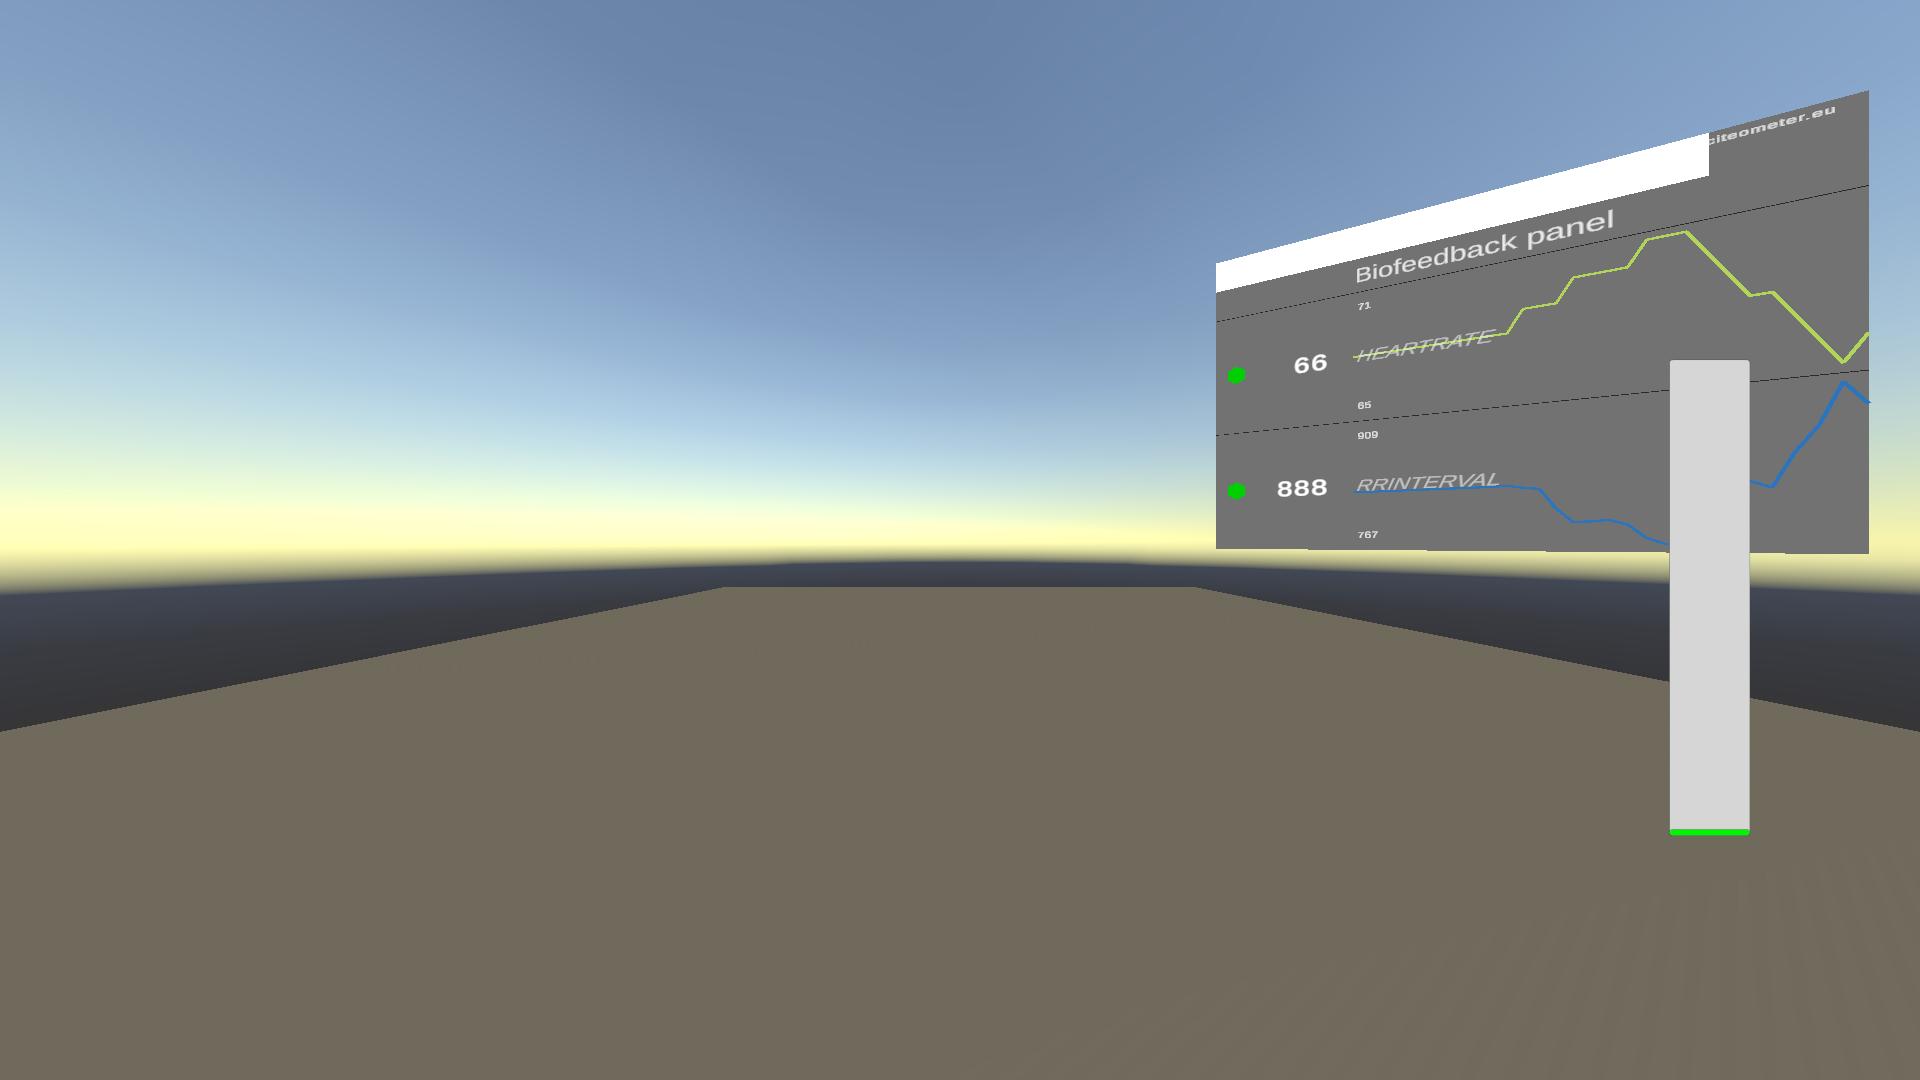 citeometer.eu
Biofeedback panel
71
HEARTRATE
66
65
909
RRINTERVAL
888
767